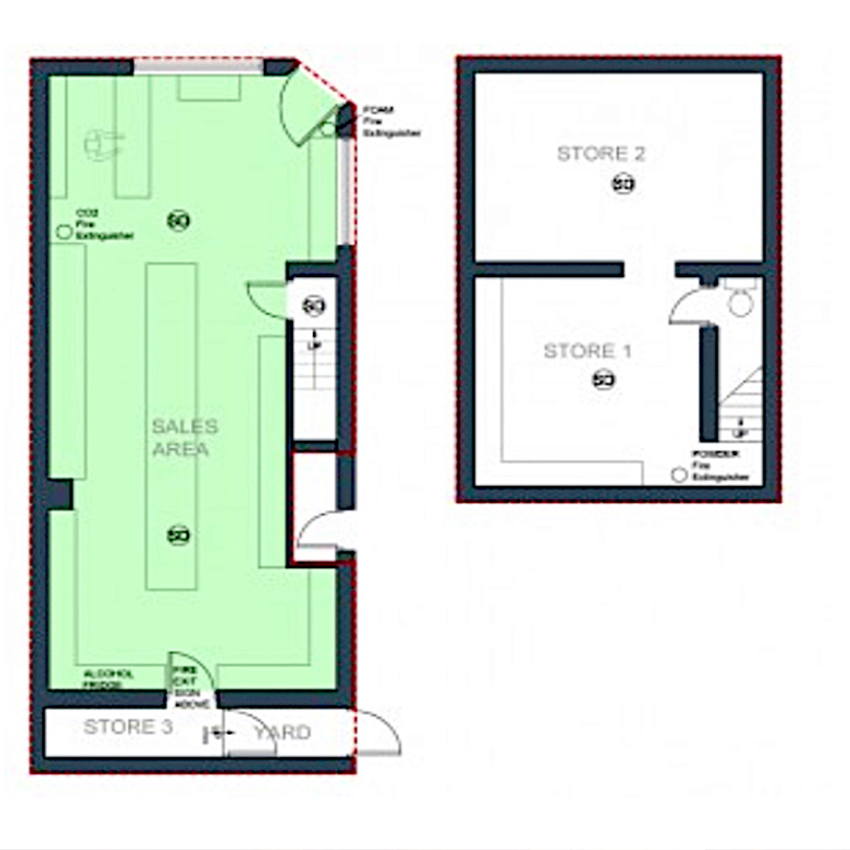 FOAM
Fire
Extinguisher
STORE 2
SD
CO2
Fire
Extinguisher
SD
SD
UP
STORE 1
SD
SALES
AREA
UP
POWDER
Fire
Extinguisher
SD
ALCOHOL
FRIDGE
FIRE
EXIT
SIGN
ABOVE
STORE 3
YARD